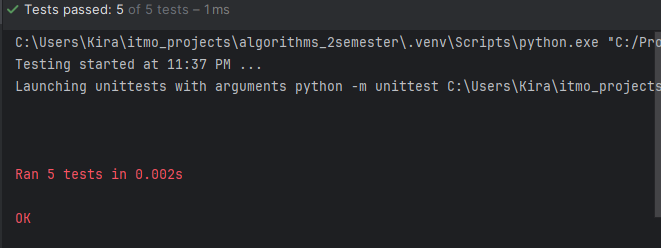 Tests passed: 5 of 5 tests – 1 ms
C:\Users\Kira\itmo_projects\algorithms_2semester\.venv\Scripts\python.exe "C:/Pro
Testing started at 11:37 PM ...
Launching unittests with arguments python -m unittest C:\Users\Kira\itmo_projects
Ran 5 tests in 0.002s
OK